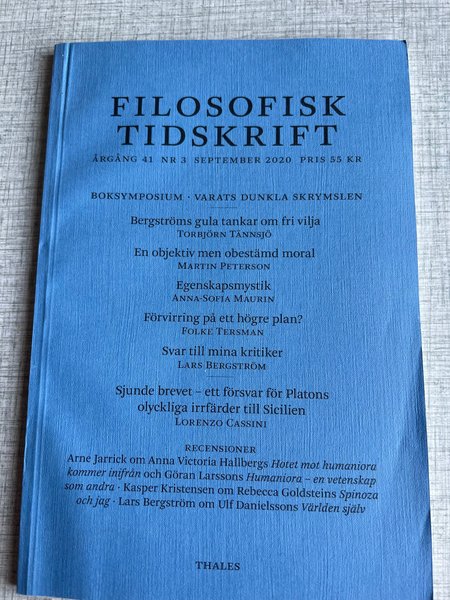 FILOSOFISK
TIDSKRIFT
ÅRGÅNG 41 NR 3 SEPTEMBER 2020 PRIS 55 KR
BOKSYMPOSIUM · VARATS DUNKLA SKRYMSLEN
Bergströms gula tankar om fri vilja
TORBJÖRN TÄNNSJÖ
En objektiv men obestämd moral
MARTIN PETERSON
Egenskapsmystik
ANNA-SOFIA MAURIN
Förvirring på ett högre plan?
FOLKE TERSMAN
Svar till mina kritiker
LARS BERGSTRÖM
Sjunde brevet – ett försvar för Platons
olyckliga irrfärder till Sicilien
LORENZO CASSINI
RECENSIONER
Arne Jarrick om Anna Victoria Hallbergs Hotet mot humaniora
kommer inifrån och Göran Larssons Humaniora – en vetenskap
som andra · Kasper Kristensen om Rebecca Goldsteins Spinoza
och jag · Lars Bergström om Ulf Danielssons Världen själv
THALES